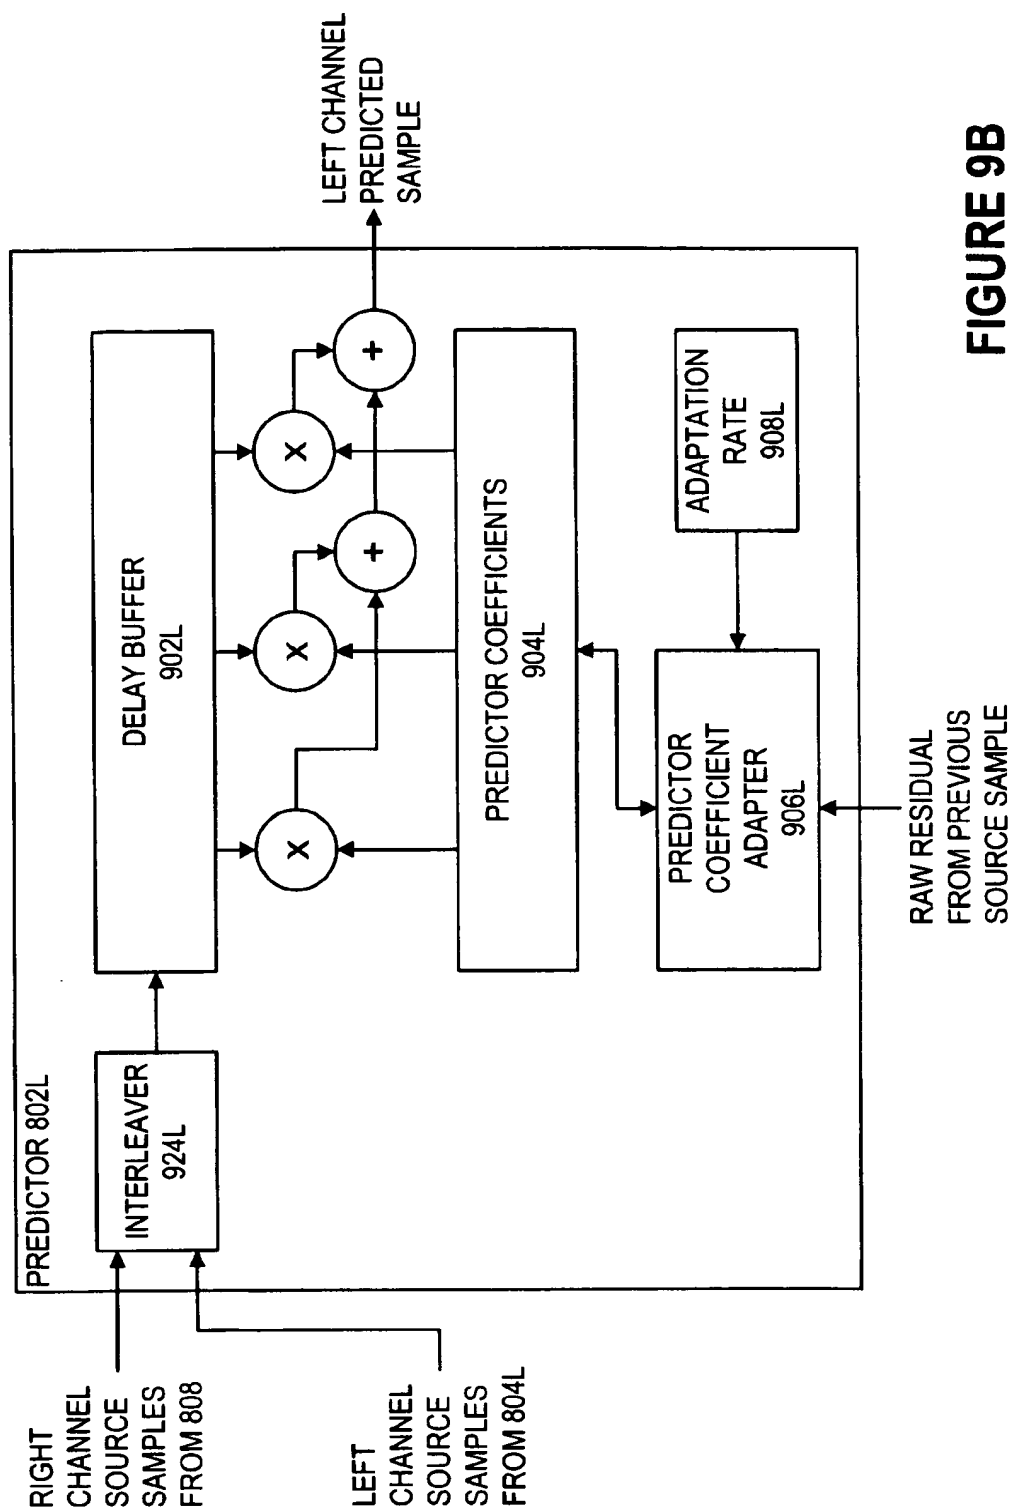 PREDICTOR 802L
RIGHT
CHANNEL
SOURCE
SAMPLES
FROM 808
LEFT
CHANNEL
SOURCE
SAMPLES
FROM 804L
INTERLEAVER
924L
DELAY BUFFER
902L
X
X
X
+
+
LEFT CHANNEL
PREDICTED
SAMPLE
PREDICTOR COEFFICIENTS
904L
PREDICTOR
COEFFICIENT
ADAPTER
906L
ADAPTATION
RATE
908L
RAW RESIDUAL
FROM PREVIOUS
SOURCE SAMPLE
FIGURE 9B